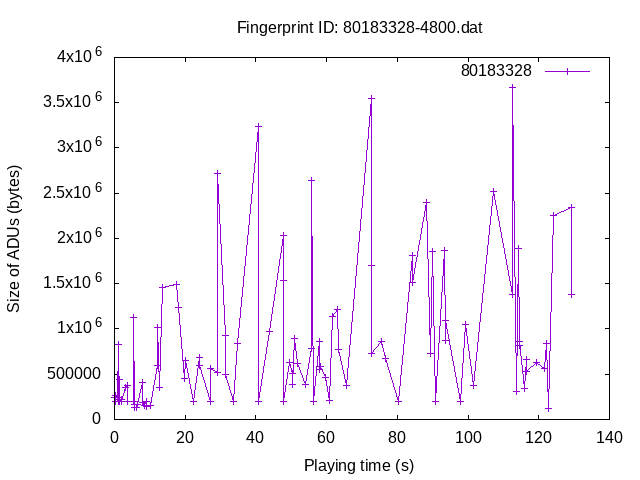 Fingerprint ID: 80183328-4800.dat
80183328
4x10^6
3.5x10^6
3x10^6
2.5x10^6
2x10^6
1.5x10^6
1x10^6
500000
0
Size of ADUs (bytes)
0 20 40 60 80 100 120 140
Playing time (s)